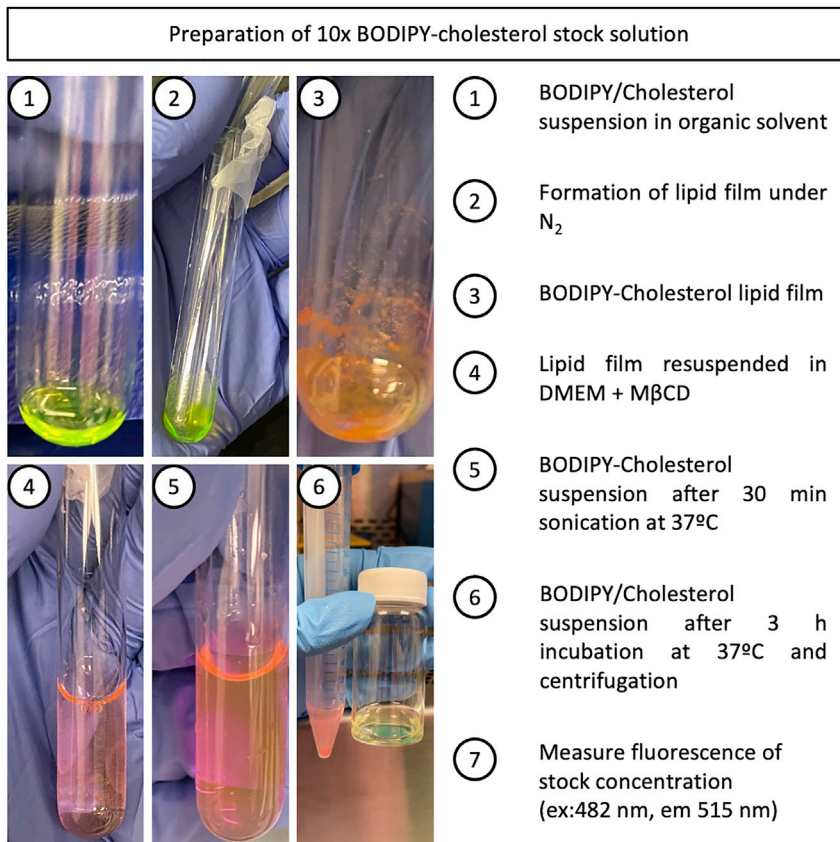 Preparation of 10x BODIPY-cholesterol stock solution
1
2
3
4
5
6
1
BODIPY/Cholesterol
suspension in organic solvent
2
Formation of lipid film under
N₂
3
BODIPY-Cholesterol lipid film
4
Lipid film resuspended in
DMEM + MβCD
5
BODIPY-Cholesterol
suspension after 30 min
sonication at 37ºC
6
BODIPY/Cholesterol
suspension after 3 h
incubation at 37ºC and
centrifugation
7
Measure fluorescence of
stock concentration
(ex:482 nm, em 515 nm)